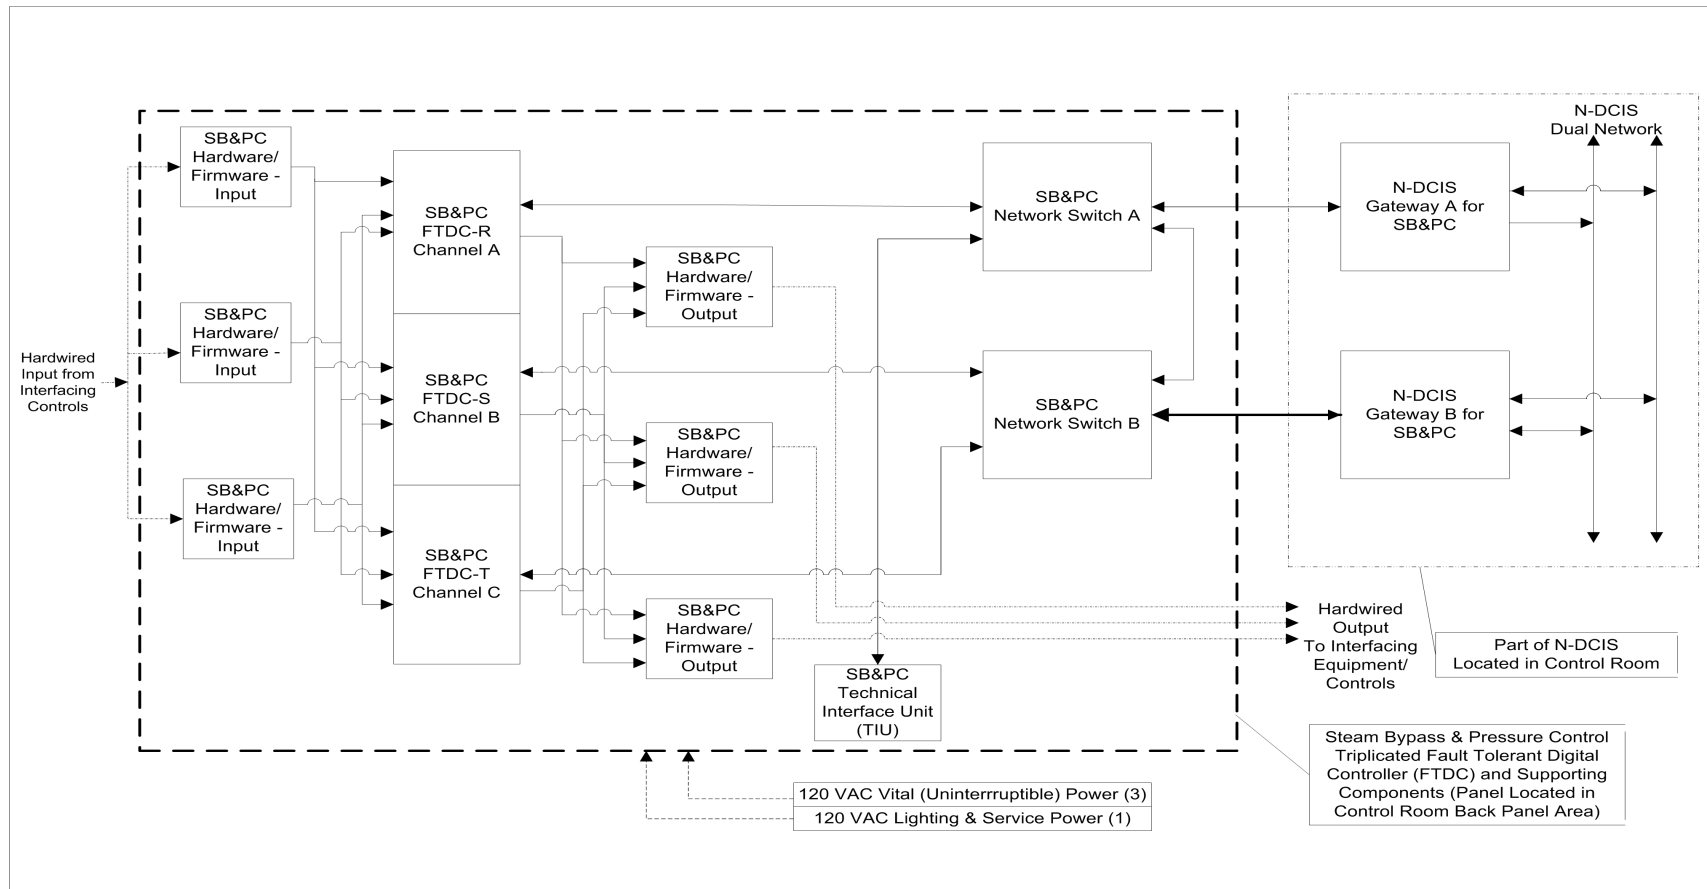 N-DCIS
Dual Network
SB&PC
Hardware/
Firmware -
Input
SB&PC
Hardware/
Firmware -
Input
SB&PC
Hardware/
Firmware -
Input
Hardwired
Input from
Interfacing
Controls
SB&PC
FTDC-R
Channel A
SB&PC
FTDC-S
Channel B
SB&PC
FTDC-T
Channel C
SB&PC
Hardware/
Firmware -
Output
SB&PC
Hardware/
Firmware -
Output
SB&PC
Hardware/
Firmware -
Output
SB&PC
Network Switch A
SB&PC
Network Switch B
N-DCIS
Gateway A for
SB&PC
N-DCIS
Gateway B for
SB&PC
SB&PC
Technical
Interface Unit
(TIU)
Hardwired
Output
To Interfacing
Equipment/
Controls
Part of N-DCIS
Located in Control Room
Steam Bypass & Pressure Control
Triplicated Fault Tolerant Digital
Controller (FTDC) and Supporting
Components (Panel Located in
Control Room Back Panel Area)
120 VAC Vital (Uninterrruptible) Power (3)
120 VAC Lighting & Service Power (1)